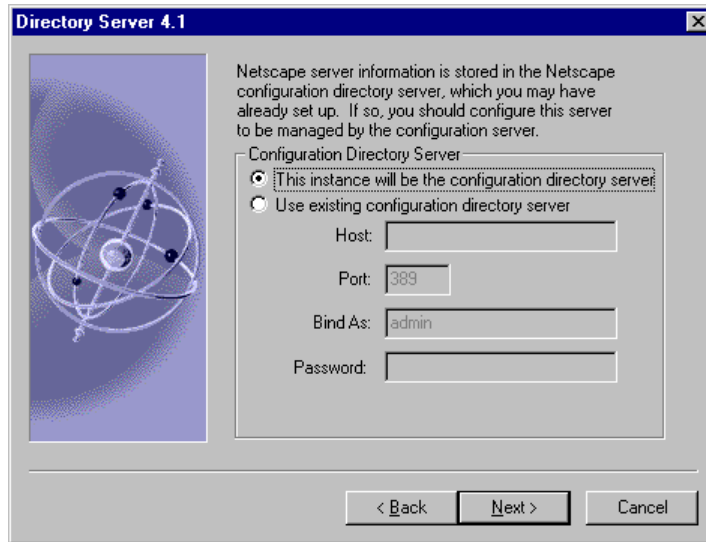 Directory Server 4.1
Netscape server information is stored in the Netscape
configuration directory server, which you may have
already set up. If so, you should configure this server
to be managed by the configuration server.
Configuration Directory Server
This instance will be the configuration directory server
Use existing configuration directory server
Host:
Port: 389
Bind As: admin
Password:
< Back Next > Cancel